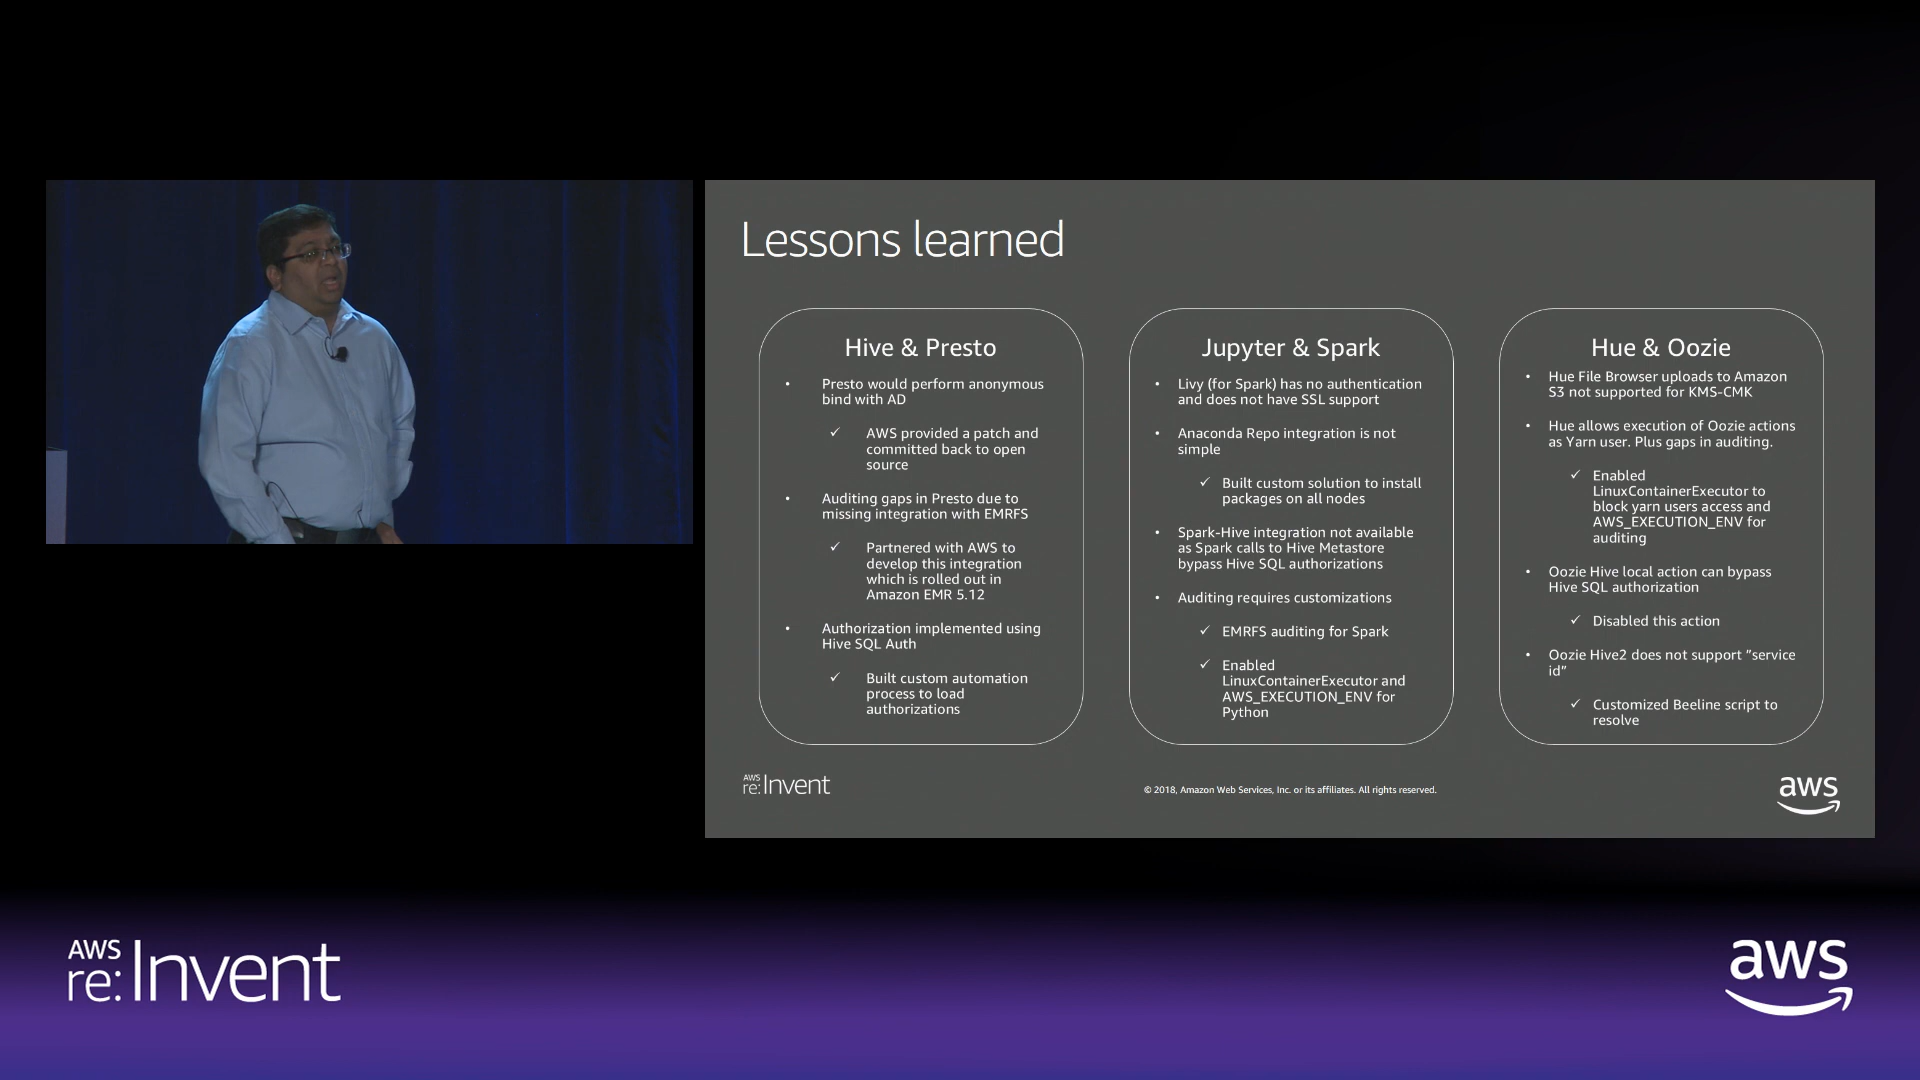 Lessons learned
Hive & Presto
• Presto would perform anonymous
bind with AD
✓ AWS provided a patch and
committed back to open
source
• Auditing gaps in Presto due to
missing integration with EMRFS
✓ Partnered with AWS to
develop this integration
which is rolled out in
Amazon EMR 5.12
• Authorization implemented using
Hive SQL Auth
✓ Built custom automation
process to load
authorizations
Jupyter & Spark
• Livy (for Spark) has no authentication
and does not have SSL support
• Anaconda Repo integration is not
simple
✓ Built custom solution to install
packages on all nodes
• Spark-Hive integration not available
as Spark calls to Hive Metastore
bypass Hive SQL authorizations
• Auditing requires customizations
✓ EMRFS auditing for Spark
✓ Enabled
LinuxContainerExecutor and
AWS_EXECUTION_ENV for
Python
Hue & Oozie
• Hue File Browser uploads to Amazon
S3 not supported for KMS-CMK
• Hue allows execution of Oozie actions
as Yarn user. Plus gaps in auditing.
✓ Enabled
LinuxContainerExecutor to
block yarn users access and
AWS_EXECUTION_ENV for
auditing
• Oozie Hive local action can bypass
Hive SQL authorization
✓ Disabled this action
• Oozie Hive2 does not support "service
id"
✓ Customized Beeline script to
resolve
AWS
re:Invent
© 2018, Amazon Web Services, Inc. or its affiliates. All rights reserved.
aws
AWS
re:Invent
aws